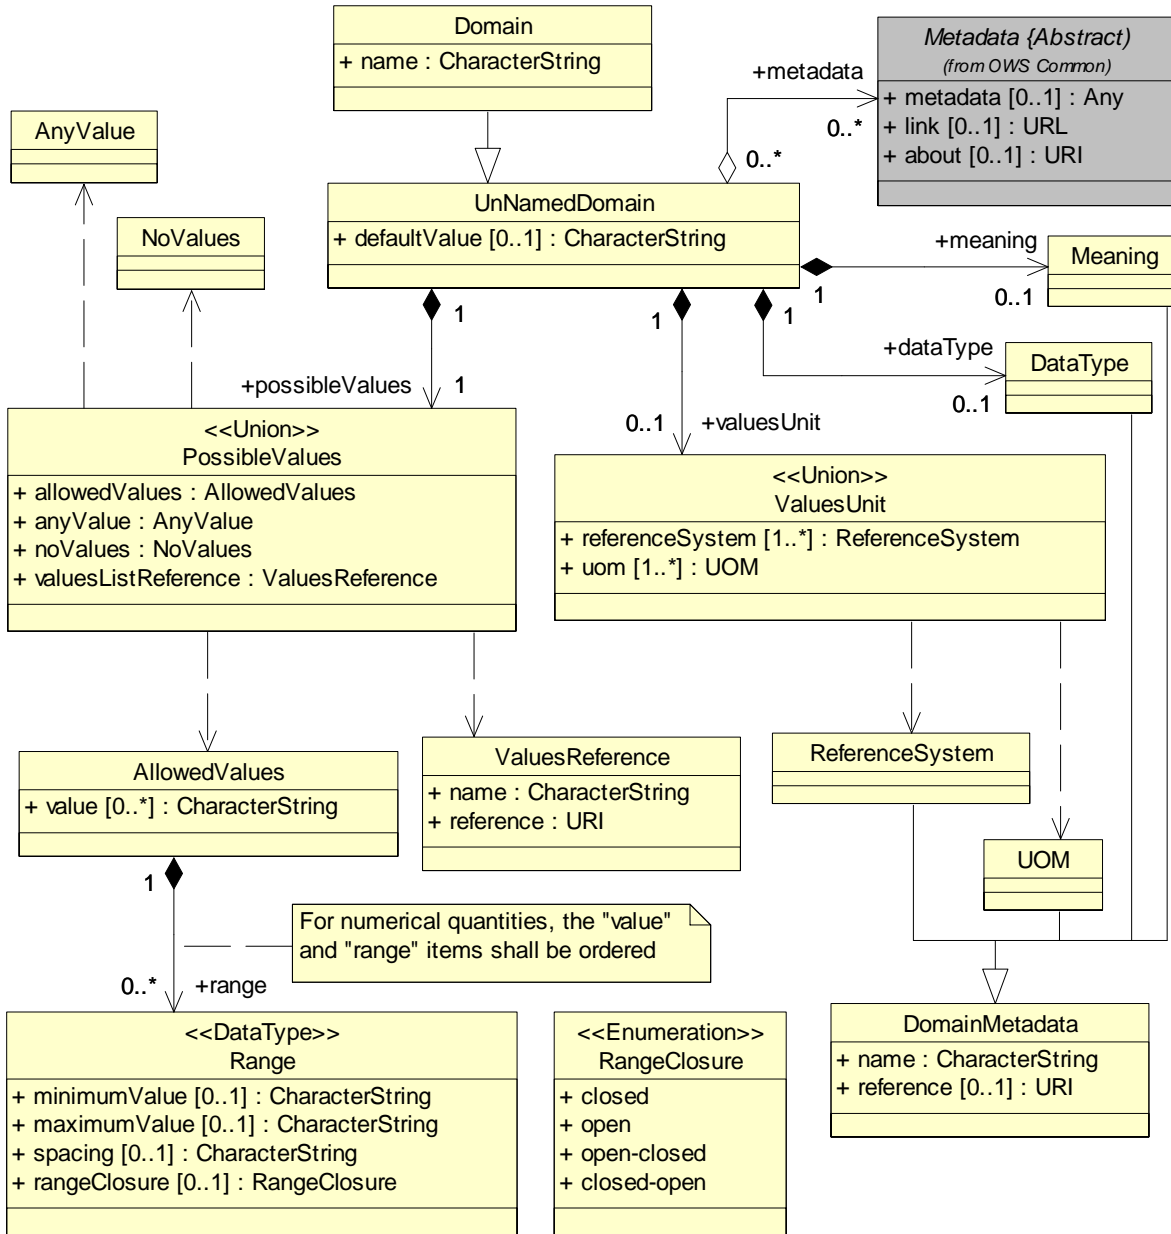 Domain
+ name : CharacterString
Metadata {Abstract)
(from OWS Common)
+ metadata [0..1] : Any
+ link [0..1] : URL
+ about [0..1] : URI
+metadata
0..*
0..*
AnyValue
NoValues
UnNamedDomain
+ defaultValue [0..1] : CharacterString
+meaning
1
0..1
Meaning
1
1
1
+dataType
0..1
DataType
+possibleValues
1
0..1
+valuesUnit
<<Union>>
PossibleValues
+ allowedValues : AllowedValues
+ anyValue : AnyValue
+ noValues : NoValues
+ valuesListReference : ValuesReference
<<Union>>
ValuesUnit
+ referenceSystem [1..*] : ReferenceSystem
+ uom [1..*] : UOM
AllowedValues
+ value [0..*] : CharacterString
ValuesReference
+ name : CharacterString
+ reference : URI
ReferenceSystem
UOM
1
For numerical quantities, the "value"
and "range" items shall be ordered
0..*
+range
<<DataType>>
Range
+ minimumValue [0..1] : CharacterString
+ maximumValue [0..1] : CharacterString
+ spacing [0..1] : CharacterString
+ rangeClosure [0..1] : RangeClosure
<<Enumeration>>
RangeClosure
+ closed
+ open
+ open-closed
+ closed-open
DomainMetadata
+ name : CharacterString
+ reference [0..1] : URI